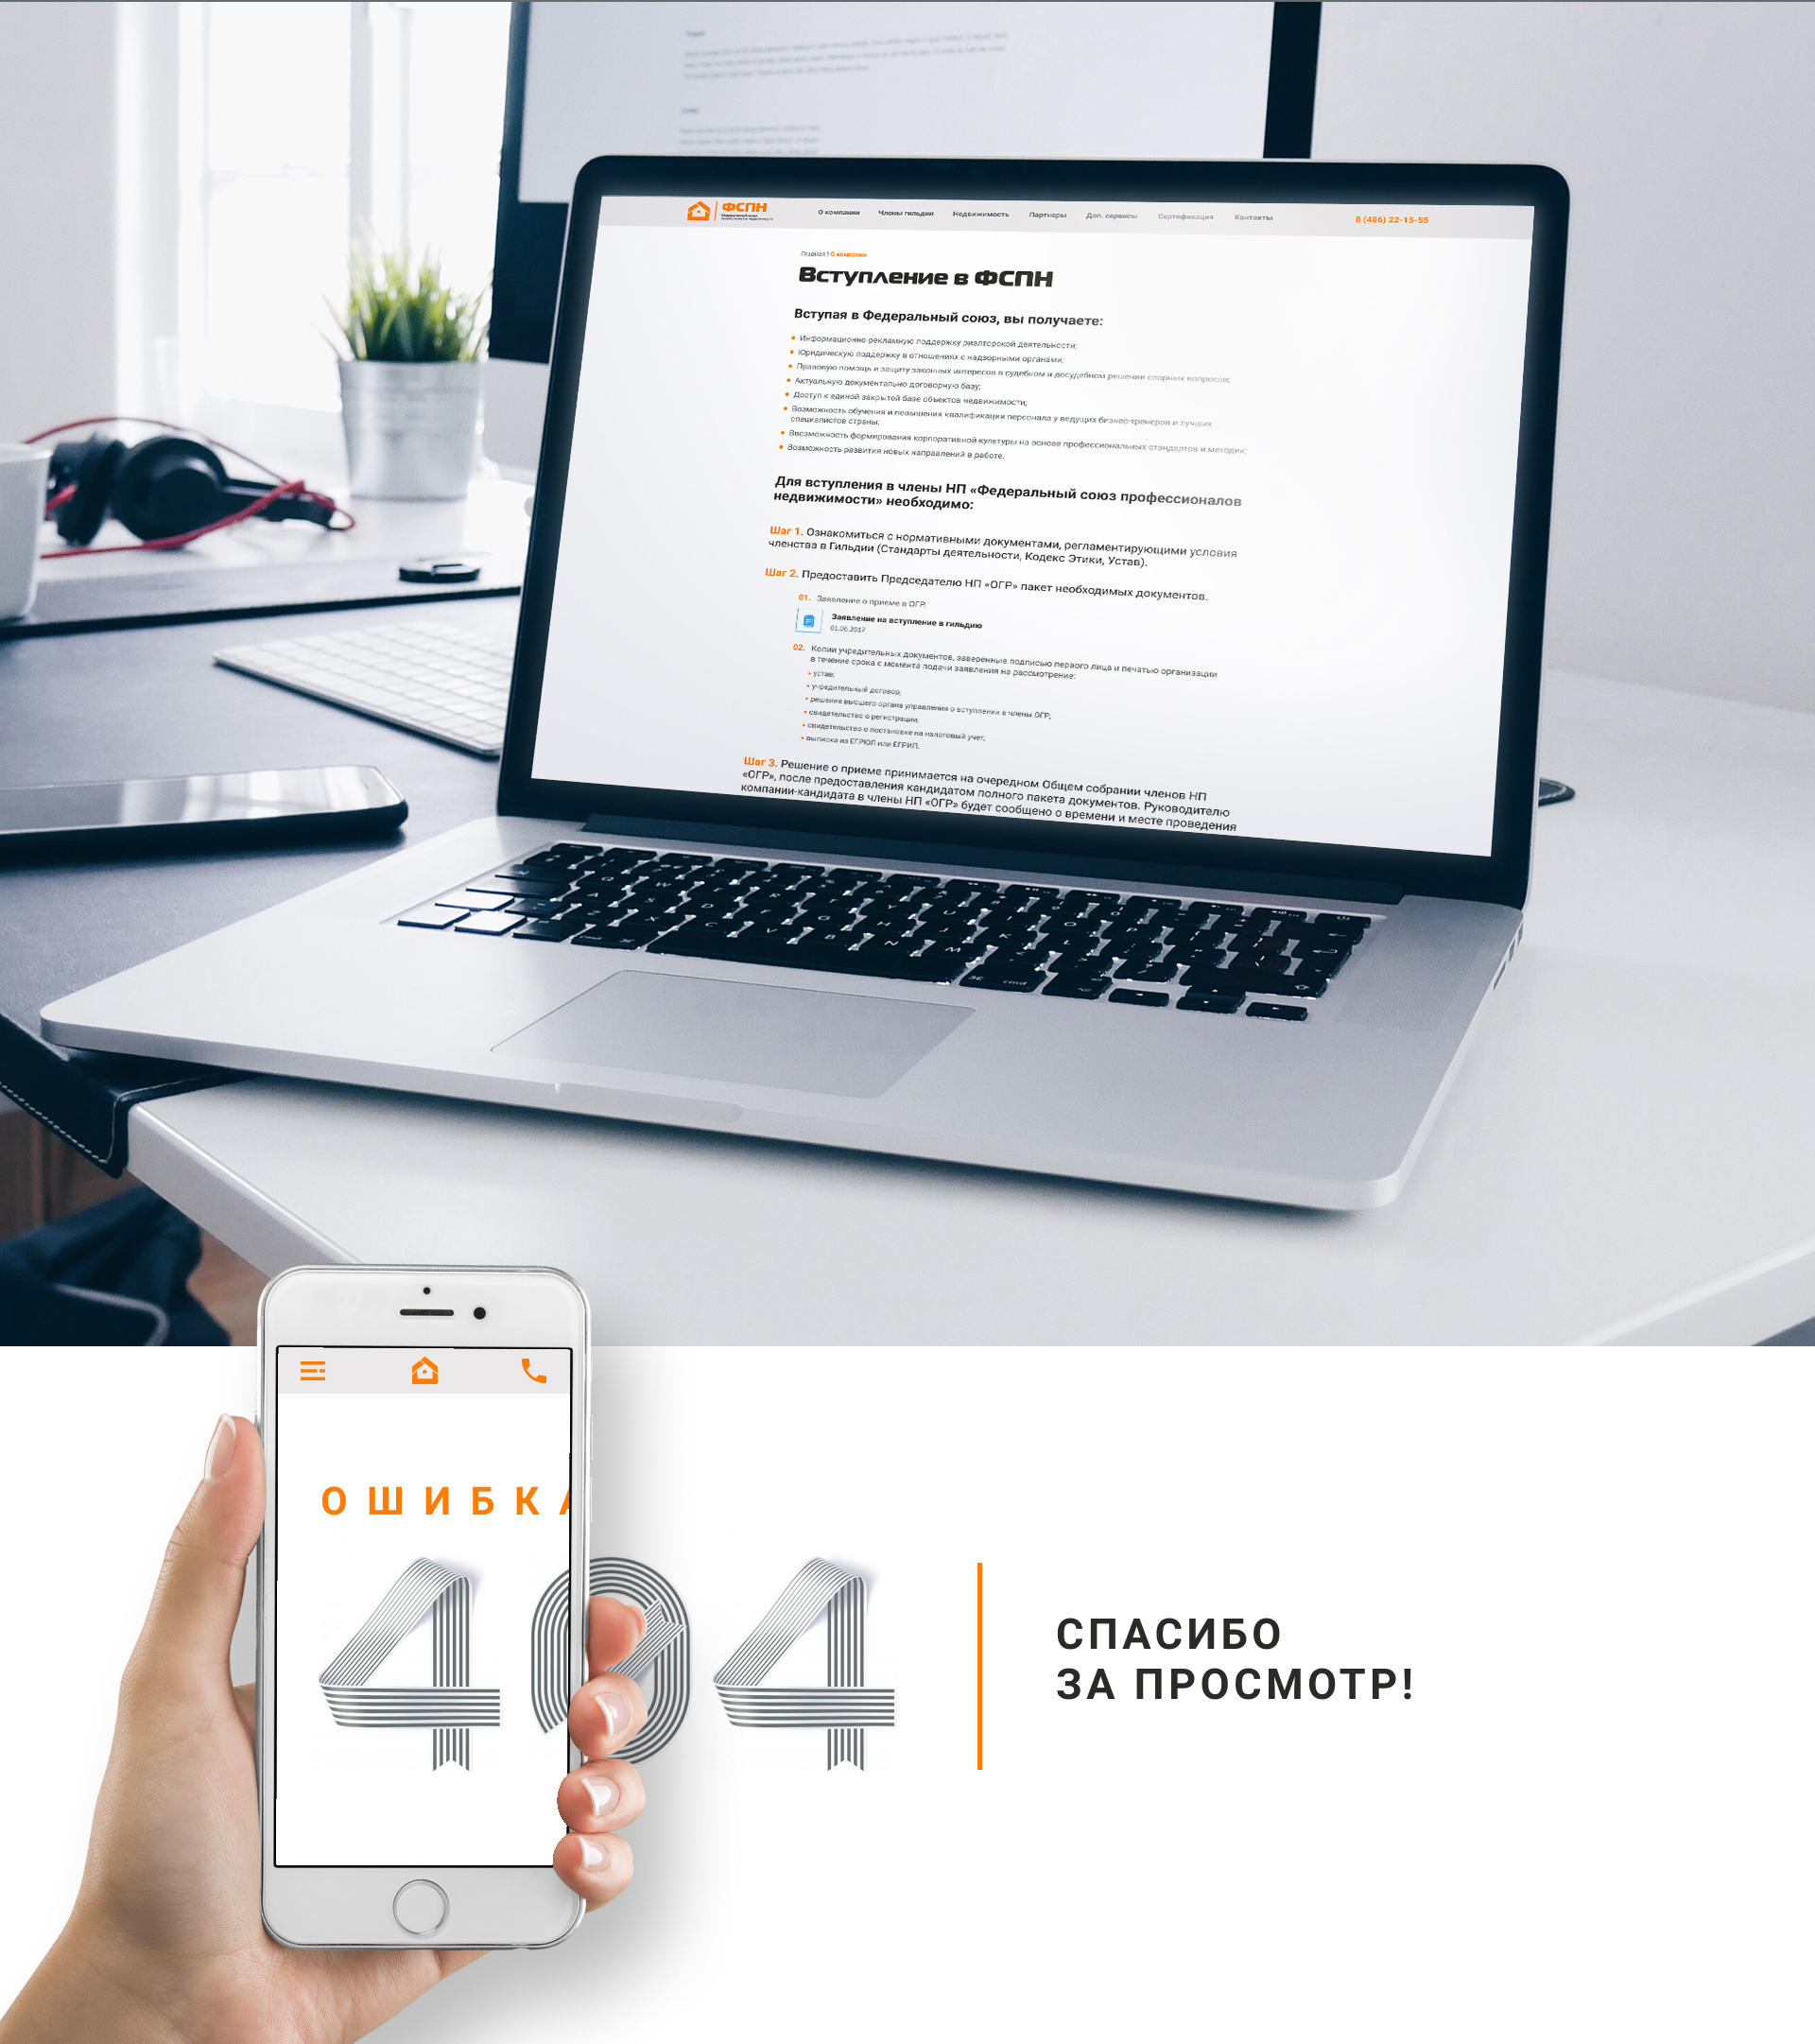 ФСПН
О компании
Члены гильдии
Недвижимость
Партнеры
Доп. сервисы
Сертификация
Контакты
8 (486) 22-15-55
Главная | О компании
Вступление в ФСПН
Вступая в Федеральный союз, вы получаете:
Информационно-рекламную поддержку риэлторской деятельности;
Юридическую поддержку в отношениях с надзорными органами;
Правовую помощь и защиту законных интересов в судебном и досудебном решении спорных вопросов;
Актуальную документально-договорную базу;
Доступ к единой закрытой базе объектов недвижимости;
Возможность обучения и повышения квалификации персонала у ведущих бизнес-тренеров и лучших
специалистов страны;
Ввозможность формирования корпоративной культуры на основе профессиональных стандартов и методик;
Возможность развития новых направлений в работе.
Для вступления в члены НП «Федеральный союз профессионалов
недвижимости» необходимо:
Шаг 1. Ознакомиться с нормативными документами, регламентирующими условия
членства в Гильдии (Стандарты деятельности, Кодекс Этики, Устав).
Шаг 2. Предоставить Председателю НП «ОГР» пакет необходимых документов.
01. Заявление о приеме в ОГР.
Заявление на вступление в гильдию
01.06.2017
02. Копии учредительных документов, заверенные подписью первого лица и печатью организации
в течение срока с момента подачи заявления на рассмотрение:
устав;
учредительный договор;
решение высшего органа управления о вступлении в члены ОГР;
свидетельство о регистрации;
свидетельство о постановке на налоговый учет;
выписка из ЕГРЮЛ или ЕГРИП.
Шаг 3. Решение о приеме принимается на очередном Общем собрании членов НП
«ОГР», после предоставления кандидатом полного пакета документов. Руководителю
компании-кандидата в члены НП «ОГР» будет сообщено о времени и месте проведения
ОШИБКА
404
СПАСИБО
ЗА ПРОСМОТР!